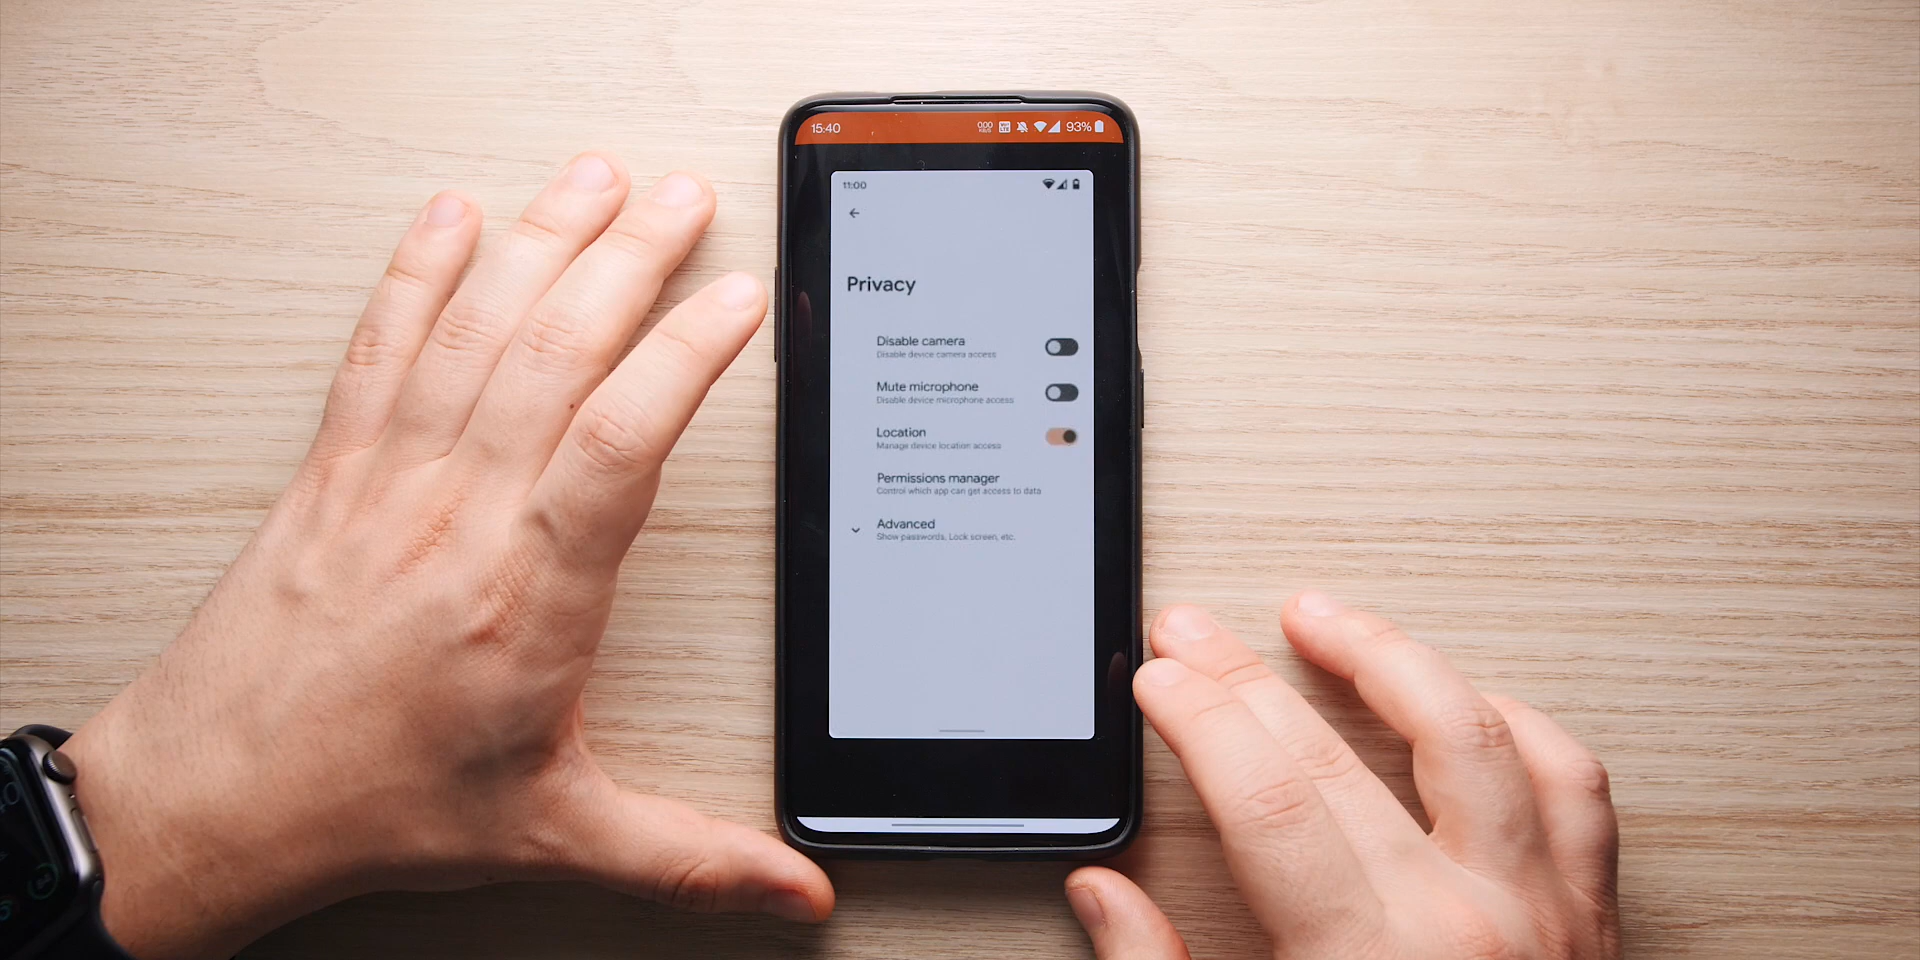 15:40 93%
11:00
Privacy
Disable camera
Disable device camera access
Mute microphone
Disable device microphone access
Location
Manage device location access
Permissions manager
Control which app can get access to data
Advanced
Show passwords, Lock screen, etc.